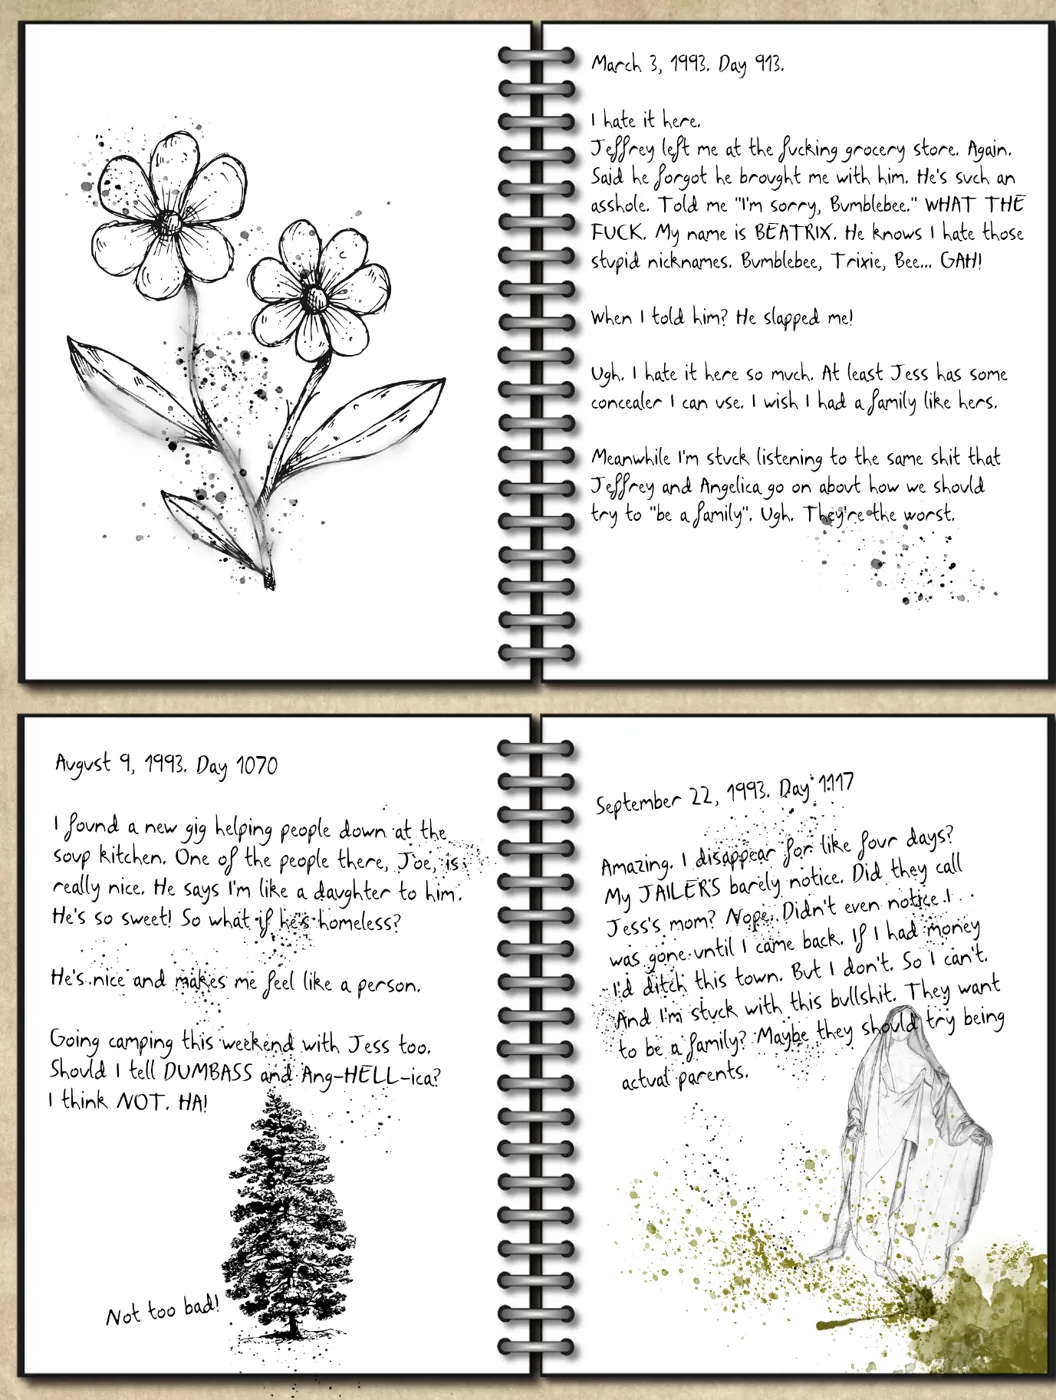 March 3, 1993. Day 913.
I hate it here.
Jeffrey left me at the fucking grocery store. Again.
Said he forgot he brought me with him. He's such an
asshole. Told me "I'm sorry, Bumblebee." WHAT THE
FUCK. My name is BEATRIX. He knows I hate those
stupid nicknames. Bumblebee, Trixie, Bee... GAH!
When I told him? He slapped me!
Ugh. I hate it here so much. At least Jess has some
concealer I can use. I wish I had a family like hers.
Meanwhile I'm stuck listening to the same shit that
Jeffrey and Angelica go on about how we should
try to "be a family". Ugh. They're the worst.
August 9, 1993. Day 1070
I found a new gig helping people down at the
soup kitchen. One of the people there, Joe, is
really nice. He says I'm like a daughter to him.
He's so sweet! So what if he's homeless?
He's nice and makes me feel like a person.
Going camping this weekend with Jess too.
Should I tell DUMBASS and Ang-HELL-ica?
I think NOT. HA!
Not too bad!
September 22, 1993. Day 1117
Amazing. I disappear for like four days?
My JAILERS barely notice. Did they call
Jess's mom? Nope. Didn't even notice I
was gone until I came back. If I had money
I'd ditch this town. But I don't. So I can't.
And I'm stuck with this bullshit. They want
to be a family? Maybe they should try being
actual parents.